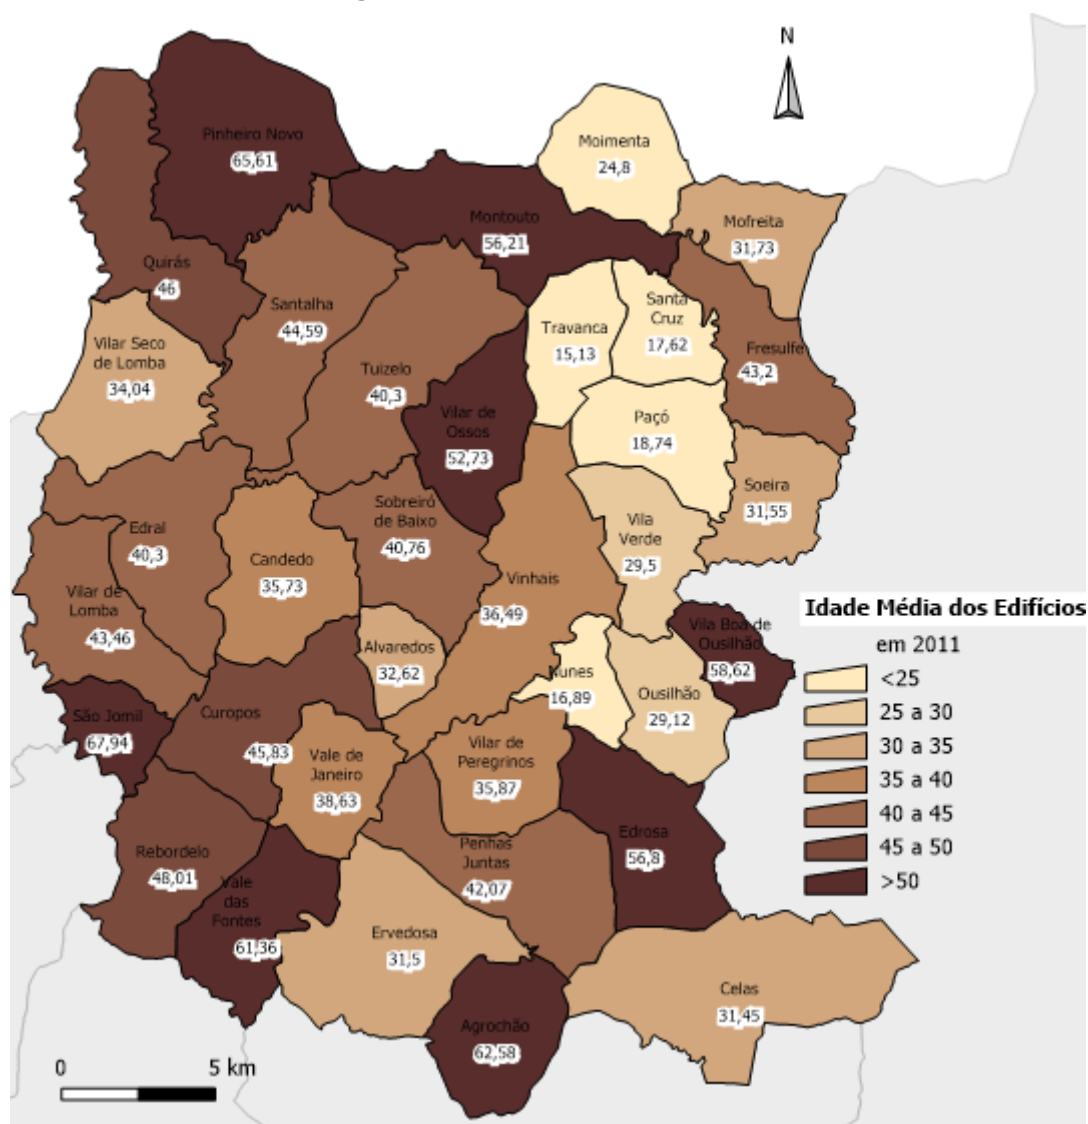 N
Pinheiro Novo
65,61
Moimenta
24,8
Montouto
56,21
Mofreita
31,73
Quirás
46
Santalha
44,59
Santa
Cruz
17,62
Travanca
15,13
Vilar Seco
de Lomba
34,04
Tuizelo
40,3
Fresulfe
43,2
Vilar de
Ossos
52,73
Paçó
18,74
Soeira
31,55
Sobreiró
de Baixo
40,76
Vila
Verde
29,5
Edral
40,3
Candedo
35,73
Vinhais
36,49
Vilar de
Lomba
43,46
Alvaredos
32,62
Vila Boa de
Ousilhão
58,62
Nunes
16,89
Ousilhão
29,12
São Jomil
67,94
Curopos
45,83
Vale de
Janeiro
38,63
Vilar de
Peregrinos
35,87
Edrosa
56,8
Penhas
Juntas
42,07
Rebordelo
48,01
Vale
das
Fontes
61,36
Ervedosa
31,5
Celas
31,45
Agrochão
62,58
Idade Média dos Edifícios
em 2011
<25
25 a 30
30 a 35
35 a 40
40 a 45
45 a 50
>50
0 5 km